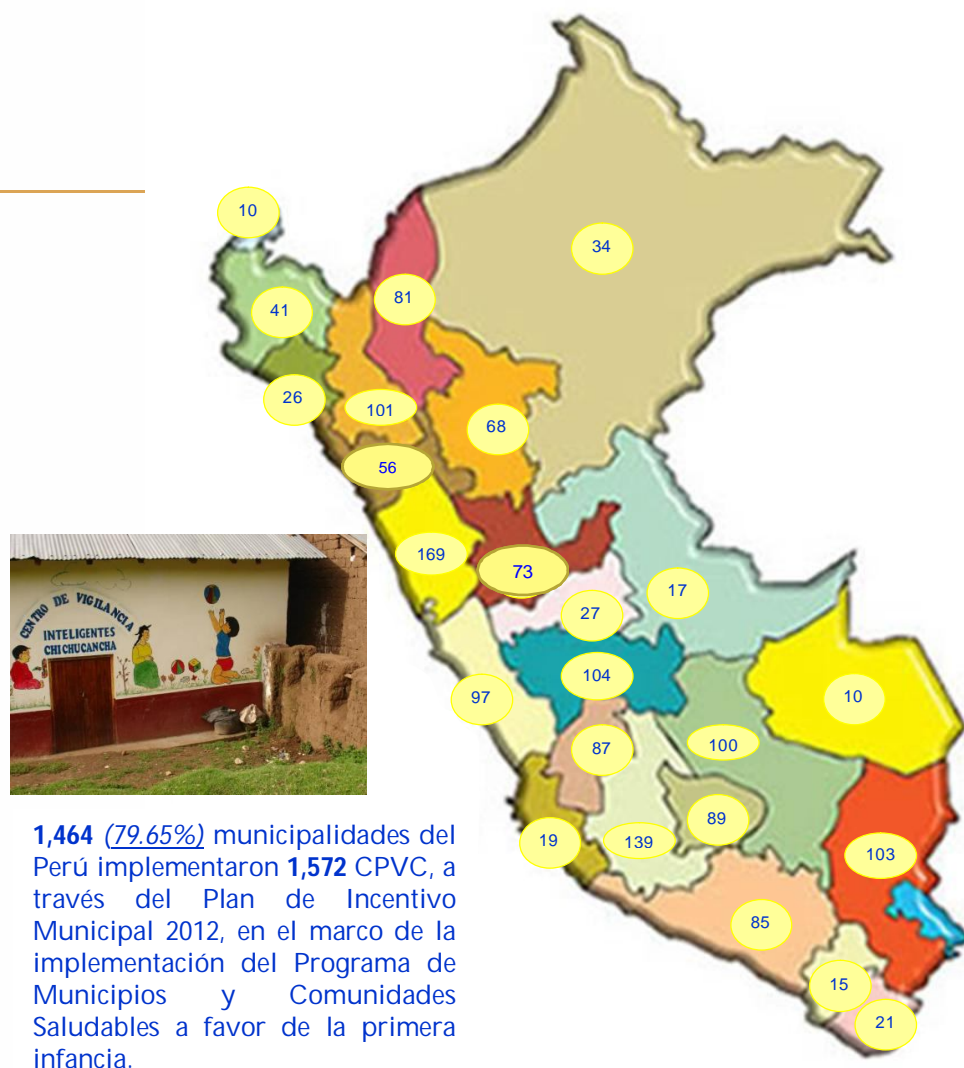 10
34
81
41
26
101
68
56
169
73
17
27
104
97
10
100
87
89
19
139
103
85
15
21
CENTRO DE VIGILANCIA
INTELIGENTES
CHICHUCANCHA
1,464 (79.65%) municipalidades del
Perú implementaron 1,572 CPVC, a
través del Plan de Incentivo
Municipal 2012, en el marco de la
implementación del Programa de
Municipios y Comunidades
Saludables a favor de la primera
infancia.